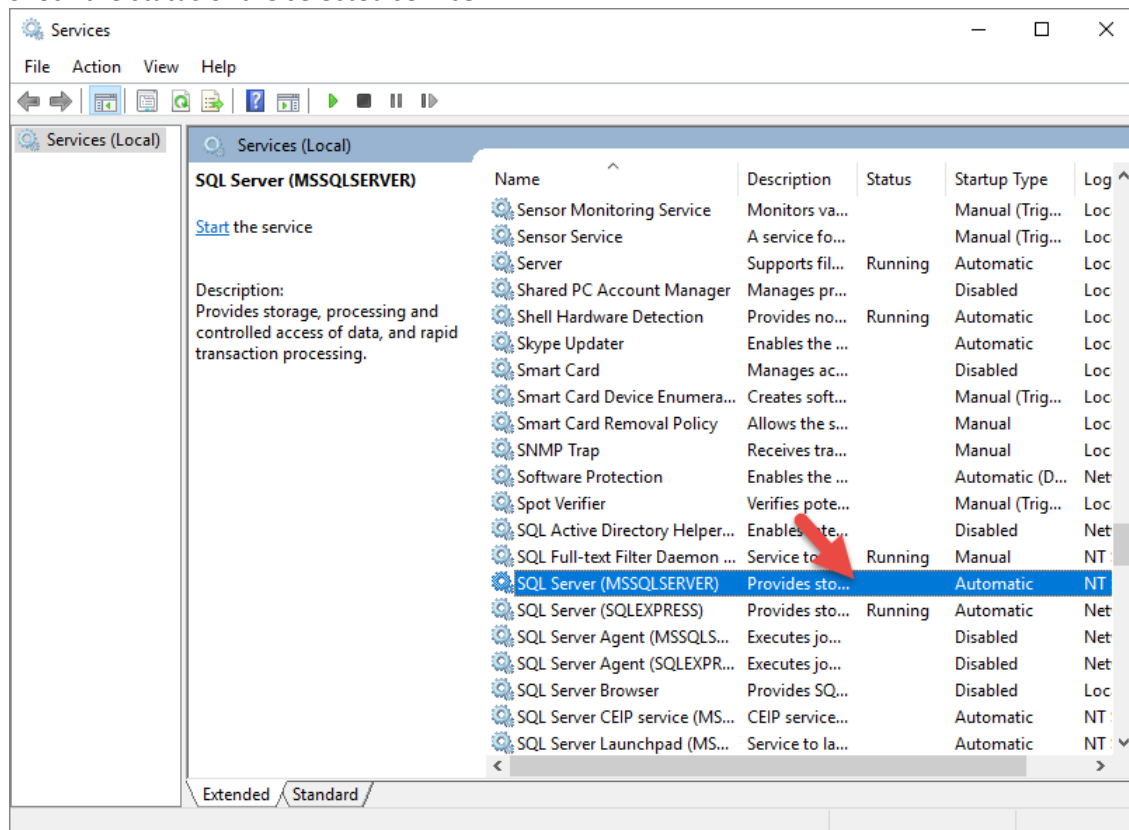 Services
File Action View Help
Services (Local)
Services (Local)
SQL Server (MSSQLSERVER)
Start the service
Description:
Provides storage, processing and
controlled access of data, and rapid
transaction processing.
Name Description Status Startup Type Log
Sensor Monitoring Service Monitors va... Manual (Trig... Loc
Sensor Service A service fo... Manual (Trig... Loc
Server Supports fil... Running Automatic Loc
Shared PC Account Manager Manages pr... Disabled Loc
Shell Hardware Detection Provides no... Running Automatic Loc
Skype Updater Enables the ... Automatic Loc
Smart Card Manages ac... Disabled Loc
Smart Card Device Enumera... Creates soft... Manual (Trig... Loc
Smart Card Removal Policy Allows the s... Manual Loc
SNMP Trap Receives tra... Manual Loc
Software Protection Enables the ... Automatic (D... Net
Spot Verifier Verifies pote... Manual (Trig... Loc
SQL Active Directory Helper... Enables Disabled Net
SQL Full-text Filter Daemon ... Service to Running Manual NT
SQL Server (MSSQLSERVER) Provides sto... Automatic NT
SQL Server (SQLEXPRESS) Provides sto... Running Automatic Net
SQL Server Agent (MSSQLS... Executes jo... Disabled Net
SQL Server Agent (SQLEXPR... Executes jo... Disabled Net
SQL Server Browser Provides SQ... Disabled Loc
SQL Server CEIP service (MS... CEIP service... Automatic NT
SQL Server Launchpad (MS... Service to la... Automatic NT
Extended Standard